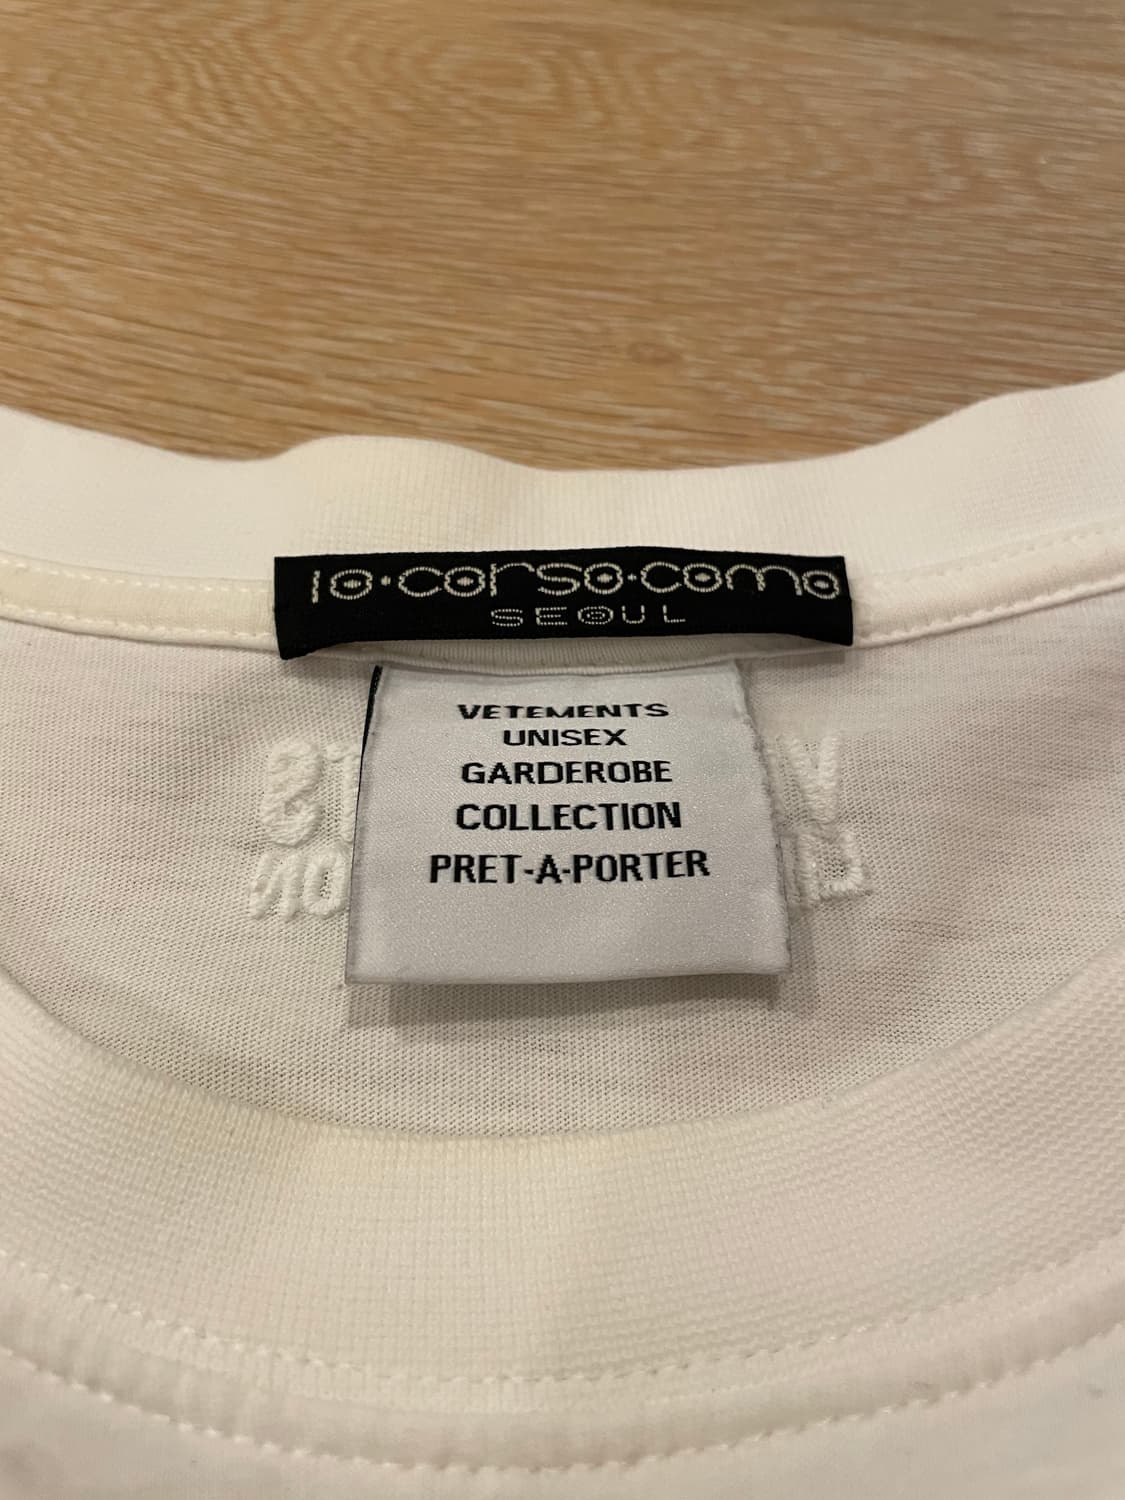 10·corso·como
SEOUL
VETEMENTS
UNISEX
GARDEROBE
COLLECTION
PRET-A-PORTER